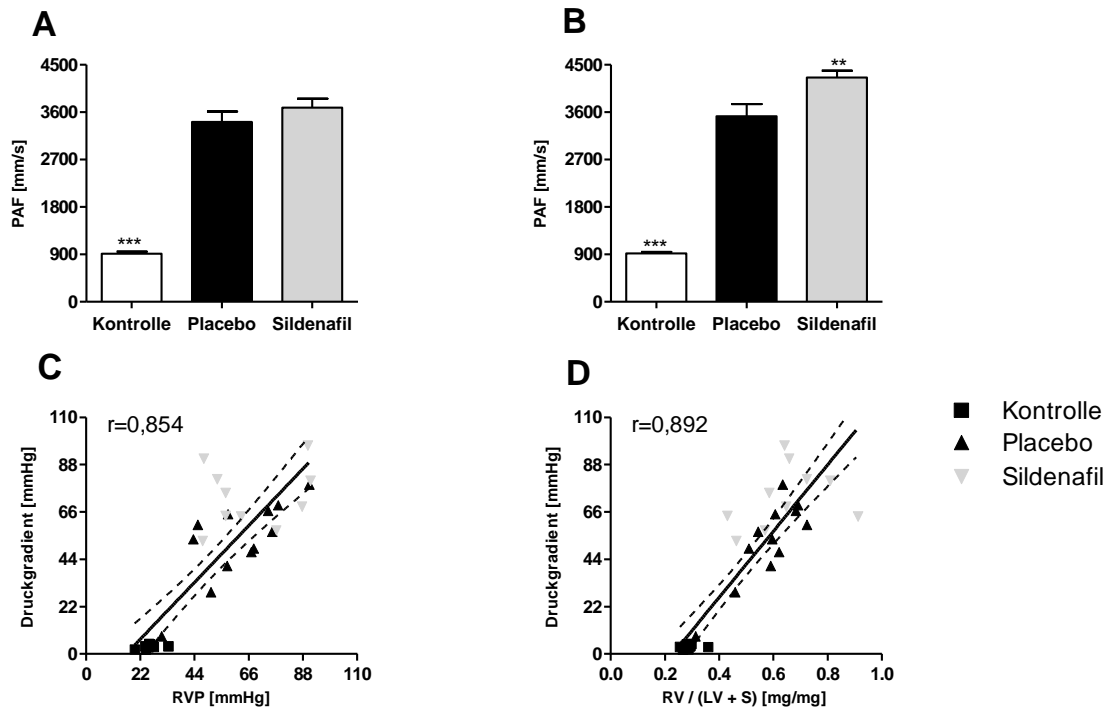 A
4500
3600
2700
1800
900
0
PAF [mm/s]
***
Kontrolle Placebo Sildenafil
B
4500
3600
2700
1800
900
0
PAF [mm/s]
***
**
Kontrolle Placebo Sildenafil
C
r=0,854
110
88
66
44
22
0
Druckgradient [mmHg]
0 22 44 66 88 110
RVP [mmHg]
D
r=0,892
110
88
66
44
22
0
Druckgradient [mmHg]
0.0 0.2 0.4 0.6 0.8 1.0
RV / (LV + S) [mg/mg]
Kontrolle
Placebo
Sildenafil